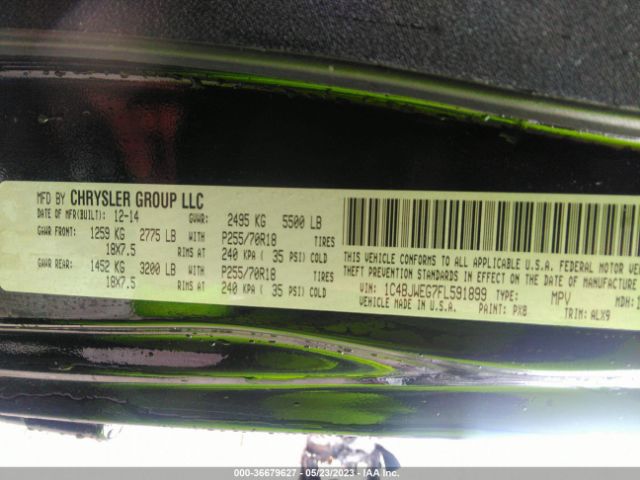 MFD BY CHRYSLER GROUP LLC
DATE OF MFR(BUILT): 12-14 GVWR: 2495 KG 5500 LB
GAWR FRONT: 1259 KG 2775 LB WITH P255/70R18 TIRES
18X7.5 RIMS AT 240 KPA ( 35 PSI) COLD
GAWR REAR: 1452 KG 3200 LB WITH P255/70R18 TIRES
18X7.5 RIMS AT 240 KPA ( 35 PSI) COLD
THIS VEHICLE CONFORMS TO ALL APPLICABLE U.S.A. FEDERAL MOTOR
THEFT PREVENTION STANDARDS IN EFFECT ON THE DATE OF MANUFACTURE
VIN: 1C4BJWEG7FL591899 TYPE: MPV MDH:
VEHICLE MADE IN U.S.A. PAINT: PX8 TRIM: ALX9
000-36679627 - 05/23/2023 - IAA Inc.